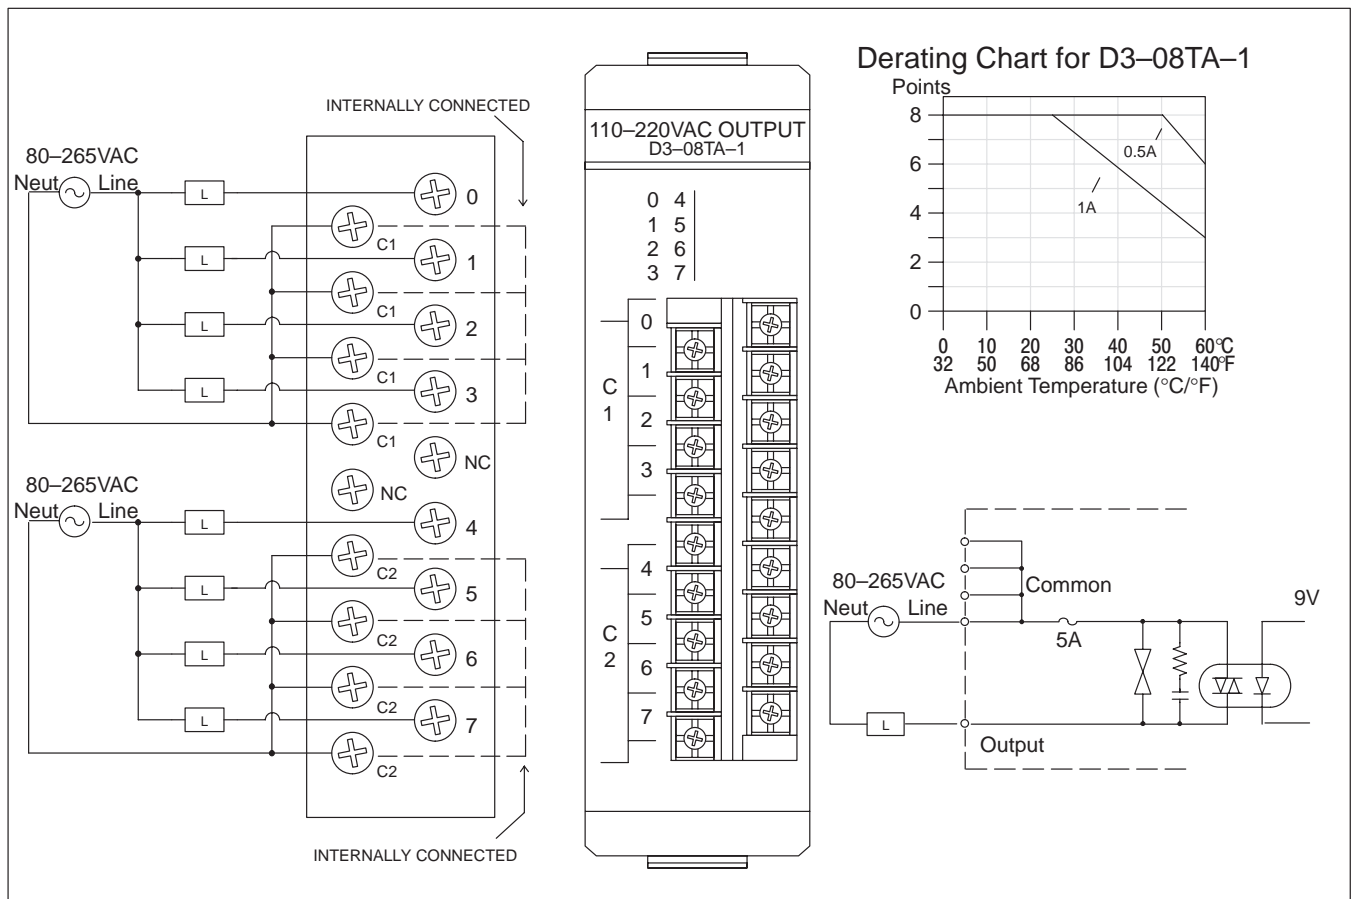 INTERNALLY CONNECTED
80–265VAC
Neut Line
L
0
C1
L
1
C1
L
2
C1
L
3
C1
NC
NC
80–265VAC
Neut Line
L
4
C2
L
5
C2
L
6
C2
L
7
C2
INTERNALLY CONNECTED
110–220VAC OUTPUT
D3–08TA–1
0 4
1 5
2 6
3 7
0
1
C
1
2
3
4
5
C
2
6
7
Derating Chart for D3–08TA–1
Points
8
6
4
2
0
0.5A
1A
0 10 20 30 40 50 60°C
32 50 68 86 104 122 140°F
Ambient Temperature (°C/°F)
80–265VAC
Neut Line
Common
5A
9V
L
Output